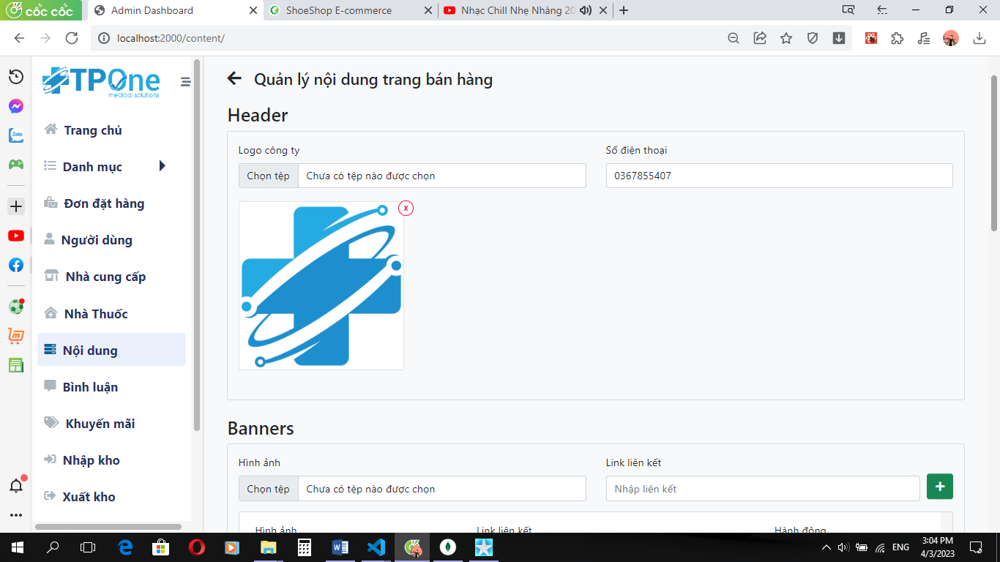 cốc cốc
Admin Dashboard
ShoeShop E-commerce
Nhạc Chill Nhẹ Nhàng 20
localhost:2000/content/
TPOne
medical solutions
Quản lý nội dung trang bán hàng
Trang chủ
Danh mục
Đơn đặt hàng
Người dùng
Nhà cung cấp
Nhà Thuốc
Nội dung
Bình luận
Khuyến mãi
Nhập kho
Xuất kho
Zalo
Header
Logo công ty
Số điện thoại
Chọn tệp
Chưa có tệp nào được chọn
0367855407
x
Banners
Hình ảnh
Link liên kết
Chọn tệp
Chưa có tệp nào được chọn
Nhập liên kết
+
Hình ảnh
Link liên kết
Hành động
ENG
3:04 PM
4/3/2023